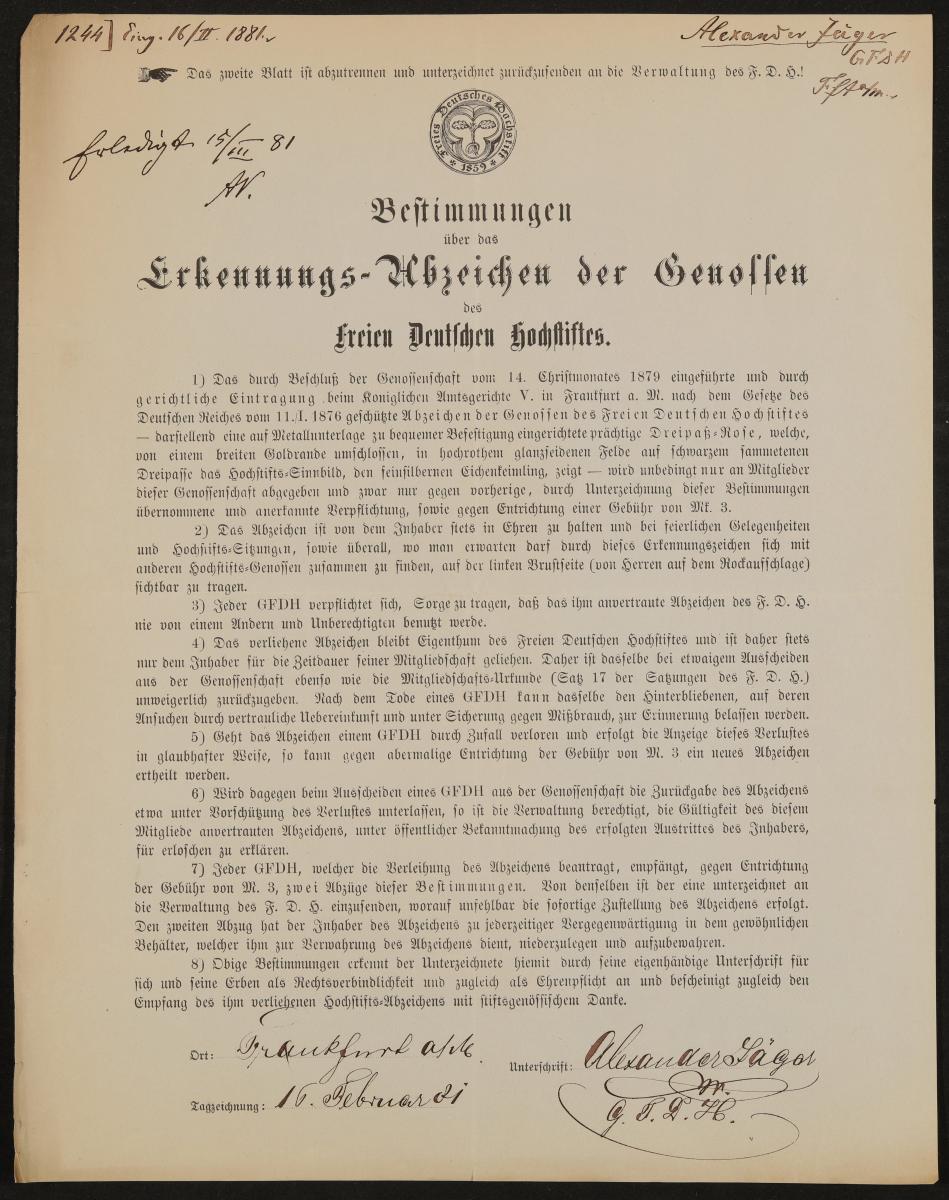 1244] Eing. 16/II. 1881.
Alexander Jäger
GFDH
☛ Das zweite Blatt ist abzutrennen und unterzeichnet zurückzusenden an die Verwaltung des F. D. H.!
Freies Deutsches Hochstift
* 1859 *
Erledigt 15/III 81
Bestimmungen
über das
Erkennungs-Abzeichen der Genossen
des
Freien Deutschen Hochstiftes.
1) Das durch Beschluß der Genossenschaft vom 14. Christmonates 1879 eingeführte und durch
gerichtliche Eintragung beim Königlichen Amtsgerichte V. in Frankfurt a. M. nach dem Gesetze des
Deutschen Reiches vom 11./I. 1876 geschützte Abzeichen der Genossen des Freien Deutschen Hochstiftes
— darstellend eine auf Metallunterlage zu bequemer Befestigung eingerichtete prächtige Dreipaß-Rose, welche,
von einem breiten Goldrande umschlossen, in hochrothem glanzseidenen Felde auf schwarzem sammetenen
Dreipasse das Hochstifts-Sinnbild, den feinsilbernen Eichenkeimling, zeigt — wird unbedingt nur an Mitglieder
dieser Genossenschaft abgegeben und zwar nur gegen vorherige, durch Unterzeichnung dieser Bestimmungen
übernommene und anerkannte Verpflichtung, sowie gegen Entrichtung einer Gebühr von Mk. 3.
2) Das Abzeichen ist von dem Inhaber stets in Ehren zu halten und bei feierlichen Gelegenheiten
und Hochstifts-Sitzungen, sowie überall, wo man erwarten darf durch dieses Erkennungszeichen sich mit
anderen Hochstifts-Genossen zusammen zu finden, auf der linken Brustseite (von Herren auf dem Rockaufschlage)
sichtbar zu tragen.
3) Jeder GFDH verpflichtet sich, Sorge zu tragen, daß das ihm anvertraute Abzeichen des F. D. H.
nie von einem Andern und Unberechtigten benutzt werde.
4) Das verliehene Abzeichen bleibt Eigenthum des Freien Deutschen Hochstiftes und ist daher stets
nur dem Inhaber für die Zeitdauer seiner Mitgliedschaft geliehen. Daher ist dasselbe bei etwaigem Ausscheiden
aus der Genossenschaft ebenso wie die Mitgliedschafts-Urkunde (Satz 17 der Satzungen des F. D. H.)
unweigerlich zurückzugeben. Nach dem Tode eines GFDH kann dasselbe den Hinterbliebenen, auf deren
Ansuchen durch vertrauliche Uebereinkunft und unter Sicherung gegen Mißbrauch, zur Erinnerung belassen werden.
5) Geht das Abzeichen einem GFDH durch Zufall verloren und erfolgt die Anzeige dieses Verlustes
in glaubhafter Weise, so kann gegen abermalige Entrichtung der Gebühr von M. 3 ein neues Abzeichen
ertheilt werden.
6) Wird dagegen beim Ausscheiden eines GFDH aus der Genossenschaft die Zurückgabe des Abzeichens
etwa unter Vorschützung des Verlustes unterlassen, so ist die Verwaltung berechtigt, die Gültigkeit des diesem
Mitgliede anvertrauten Abzeichens, unter öffentlicher Bekanntmachung des erfolgten Austrittes des Inhabers,
für erloschen zu erklären.
7) Jeder GFDH, welcher die Verleihung des Abzeichens beantragt, empfängt, gegen Entrichtung
der Gebühr von M. 3, zwei Abzüge dieser Bestimmungen. Von denselben ist der eine unterzeichnet an
die Verwaltung des F. D. H. einzusenden, worauf unfehlbar die sofortige Zustellung des Abzeichens erfolgt.
Den zweiten Abzug hat der Inhaber des Abzeichens zu jederzeitiger Vergegenwärtigung in dem gewöhnlichen
Behälter, welcher ihm zur Verwahrung des Abzeichens dient, niederzulegen und aufzubewahren.
8) Obige Bestimmungen erkennt der Unterzeichnete hiemit durch seine eigenhändige Unterschrift für
sich und seine Erben als Rechtsverbindlichkeit und zugleich als Ehrenpflicht an und bescheinigt zugleich den
Empfang des ihm verliehenen Hochstifts-Abzeichens mit stiftsgenössischem Danke.
Ort: Frankfurt a/M.
Unterschrift: Alexander Jäger
Tagzeichnung: 16. Februar 81
G. F. D. H.